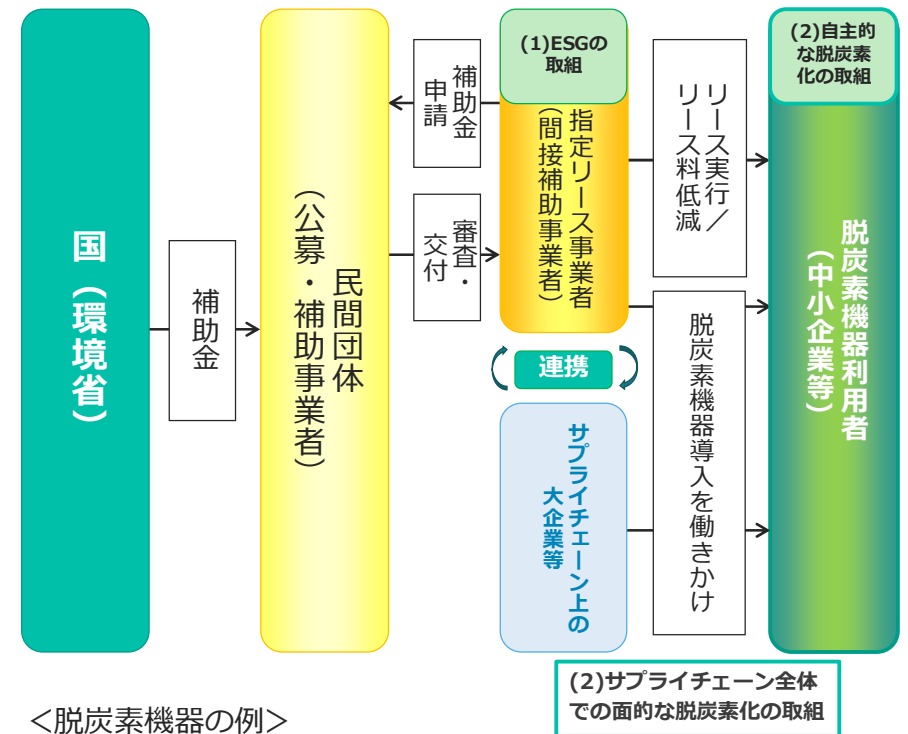 国（環境省）
補助金
民間団体
（公募・補助事業者）
補助金
申請
審査・
交付
(1)ESGの
取組
指定リース事業者
（間接補助事業者）
連携
サプライチェーン上の
大企業等
リース実行／
リース料低減
脱炭素機器導入を働きかけ
(2)自主的
な脱炭素
化の取組
脱炭素機器利用者
（中小企業等）
(2)サプライチェーン全体
での面的な脱炭素化の取組
＜脱炭素機器の例＞